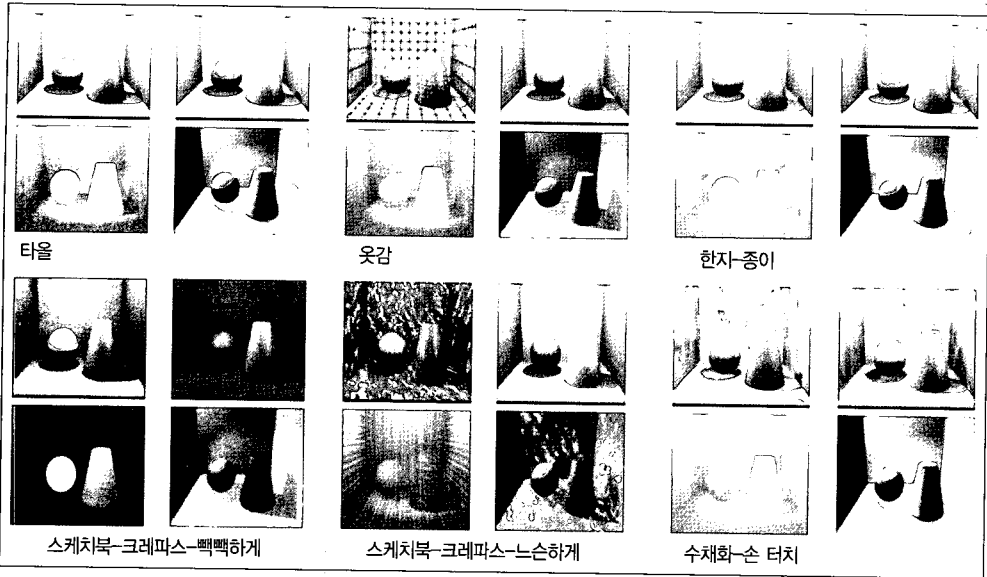 타올
옷감
한자-종이
스케치북-크레파스-빽빽하게
스케치북-크레파스-느슨하게
수채화-손 터치